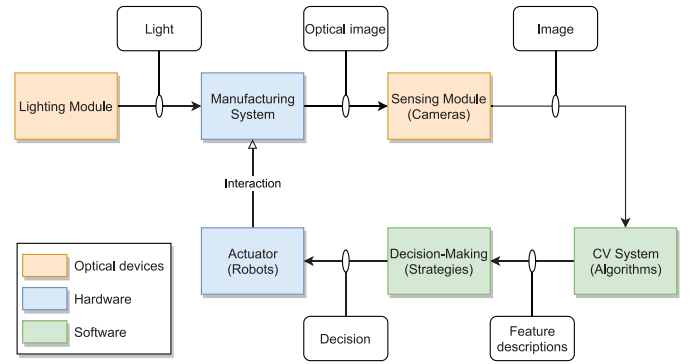 Light
Optical image
Image
Lighting Module
Manufacturing
System
Sensing Module
(Cameras)
Interaction
Actuator
(Robots)
Decision-Making
(Strategies)
CV System
(Algorithms)
Optical devices
Hardware
Software
Decision
Feature
descriptions